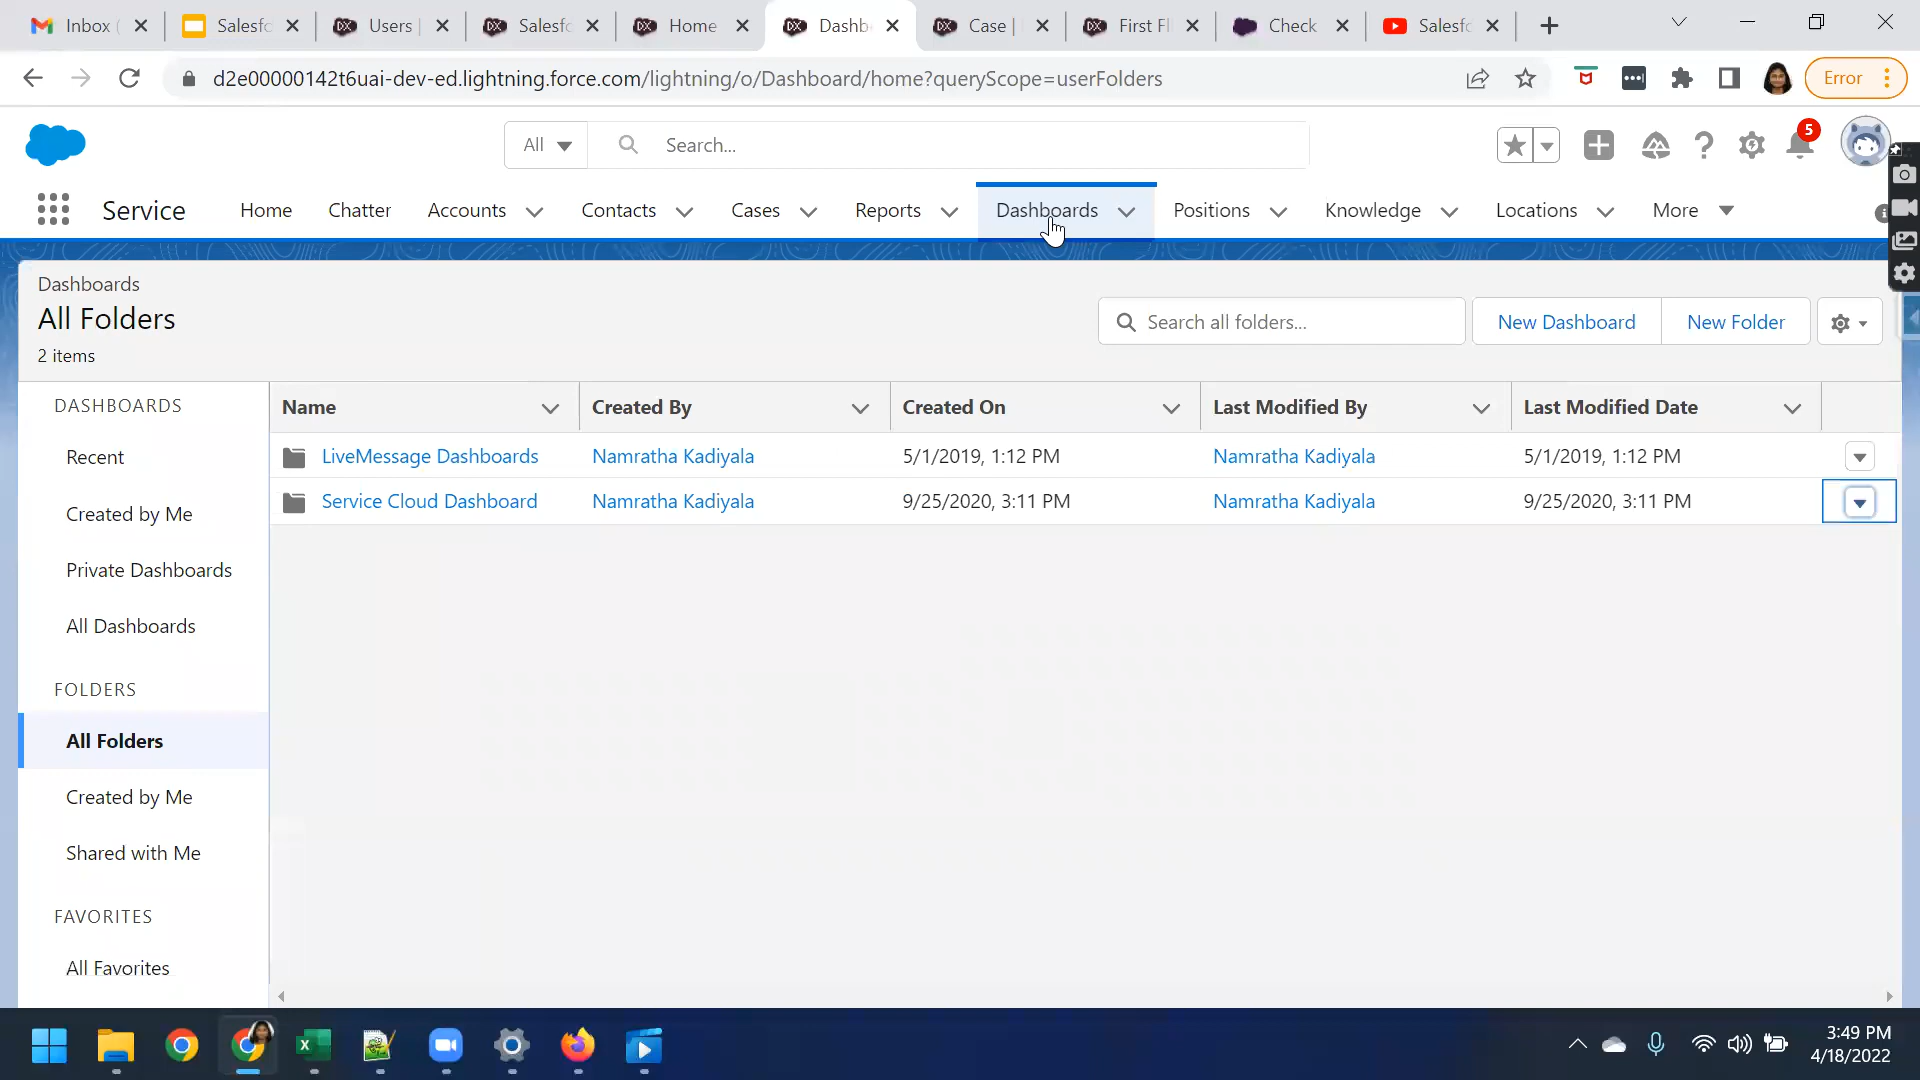 Inbox (
Salesfo
Users |
Salesfo
Home
Dashb
Case |
First Fl
Check
Salesfo
d2e00000142t6uai-dev-ed.lightning.force.com/lightning/o/Dashboard/home?queryScope=userFolders
Error
All
Search...
5
Service
Home
Chatter
Accounts
Contacts
Cases
Reports
Dashboards
Positions
Knowledge
Locations
More
Dashboards
All Folders
2 items
Search all folders...
New Dashboard
New Folder
DASHBOARDS
Recent
Created by Me
Private Dashboards
All Dashboards
FOLDERS
All Folders
Created by Me
Shared with Me
FAVORITES
All Favorites
Name Created By Created On Last Modified By Last Modified Date
LiveMessage Dashboards Namratha Kadiyala 5/1/2019, 1:12 PM Namratha Kadiyala 5/1/2019, 1:12 PM
Service Cloud Dashboard Namratha Kadiyala 9/25/2020, 3:11 PM Namratha Kadiyala 9/25/2020, 3:11 PM
3:49 PM
4/18/2022